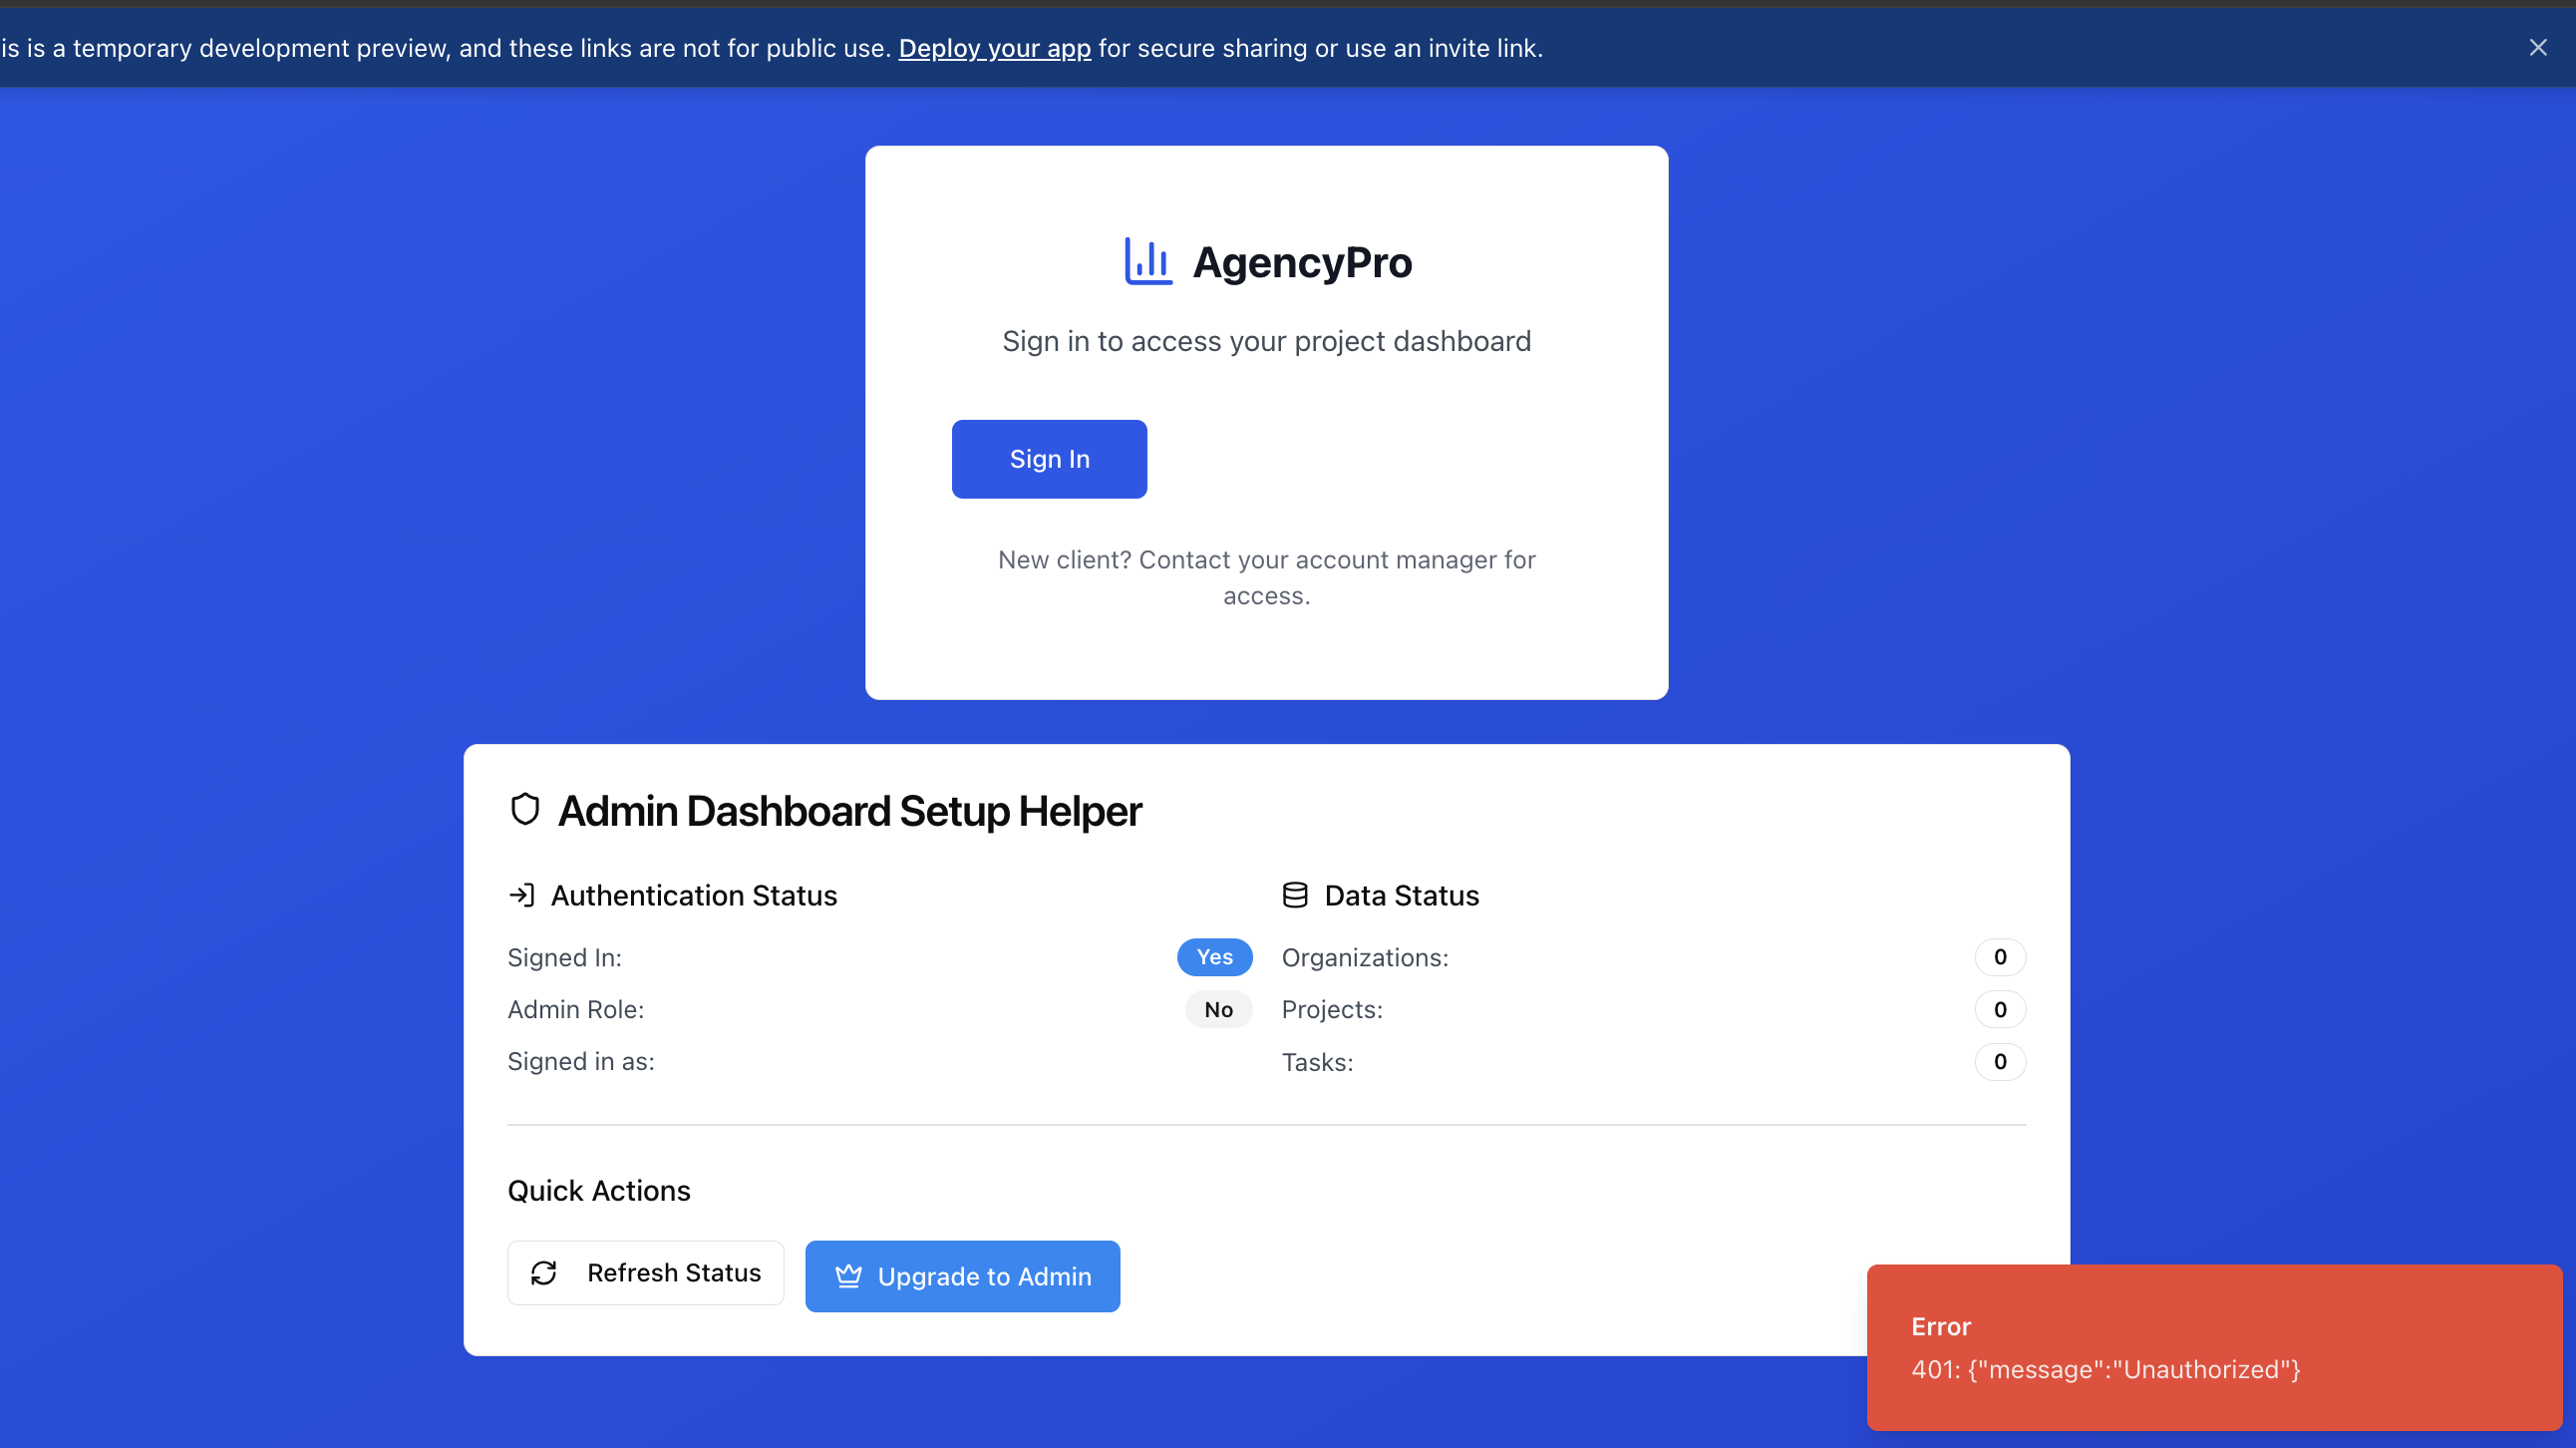 is is a temporary development preview, and these links are not for public use. Deploy your app for secure sharing or use an invite link.
AgencyPro
Sign in to access your project dashboard
Sign In
New client? Contact your account manager for
access.
Admin Dashboard Setup Helper
Authentication Status
Signed In: Yes
Admin Role: No
Signed in as:
Data Status
Organizations: 0
Projects: 0
Tasks: 0
Quick Actions
Refresh Status
Upgrade to Admin
Error
401: {"message":"Unauthorized"}